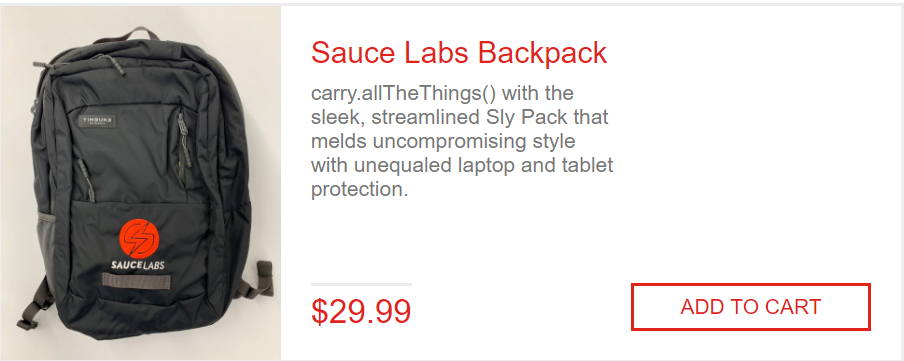 Sauce Labs Backpack
carry.allTheThings() with the
sleek, streamlined Sly Pack that
melds uncompromising style
with unequaled laptop and tablet
protection.
$29.99
ADD TO CART
TIMBUK2
SAUCELABS